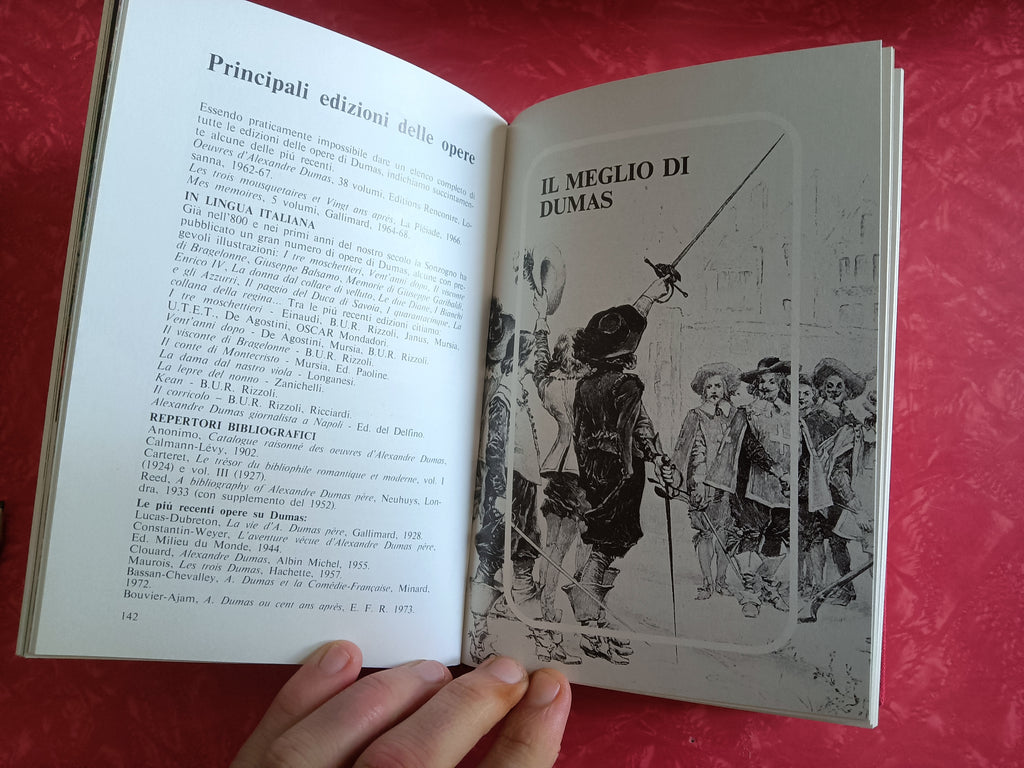 Principali edizioni delle opere
Essendo praticamente impossibile dare un elenco completo di
tutte le edizioni delle opere di Dumas, indichiamo succintamen-
te alcune delle piú recenti.
Oeuvres d'Alexandre Dumas, 38 volumi, Editions Rencontre, Lo-
sanna, 1962-67.
Les trois mousquetaires et Vingt ans après, La Pléiade, 1966.
Mes memoires, 5 volumi, Gallimard, 1964-68.
IN LINGUA ITALIANA
Già nell'800 e nei primi anni del nostro secolo la Sonzogno ha
pubblicato un gran numero di opere di Dumas, alcune con pre-
gevoli illustrazioni: I tre moschettieri, Vent'anni dopo, Il visconte
di Bragelonne, Giuseppe Balsamo, Memorie di Giuseppe Garibaldi,
Enrico IV, La donna dal collare di velluto, Le due Diane, I Bianchi
e gli Azzurri, Il paggio del Duca di Savoia, I quarantacinque, La
collana della regina... Tra le piú recenti edizioni citiamo:
I tre moschettieri - Einaudi, B.U.R. Rizzoli, Janus, Mursia,
U.T.E.T., De Agostini, OSCAR Mondadori.
Vent'anni dopo - De Agostini, Mursia, B.U.R. Rizzoli.
Il visconte di Bragelonne - B.U.R. Rizzoli.
Il conte di Montecristo - Mursia, Ed. Paoline.
La dama dal nastro viola - Longanesi.
La lepre del nonno - Zanichelli.
Kean - B.U.R. Rizzoli.
Il corricolo – B.U.R. Rizzoli, Ricciardi.
Alexandre Dumas giornalista a Napoli - Ed. del Delfino.
REPERTORI BIBLIOGRAFICI
Anonimo, Catalogue raisonné des oeuvres d'Alexandre Dumas,
Calmann-Lévy, 1902.
Carteret, Le trésor du bibliophile romantique et moderne, vol. I
(1924) e vol. III (1927).
Reed, A bibliography of Alexandre Dumas père, Neuhuys, Lon-
dra, 1933 (con supplemento del 1952).
Le piú recenti opere su Dumas:
Lucas-Dubreton, La vie d'A. Dumas père, Gallimard, 1928.
Constantin-Weyer, L'aventure vécue d'Alexandre Dumas père,
Ed. Milieu du Monde, 1944.
Clouard, Alexandre Dumas, Albin Michel, 1955.
Maurois, Les trois Dumas, Hachette, 1957.
Bassan-Chevalley, A. Dumas et la Comédie-Française, Minard,
1972.
Bouvier-Ajam, A. Dumas ou cent ans après, E. F. R. 1973.
142
IL MEGLIO DI
DUMAS